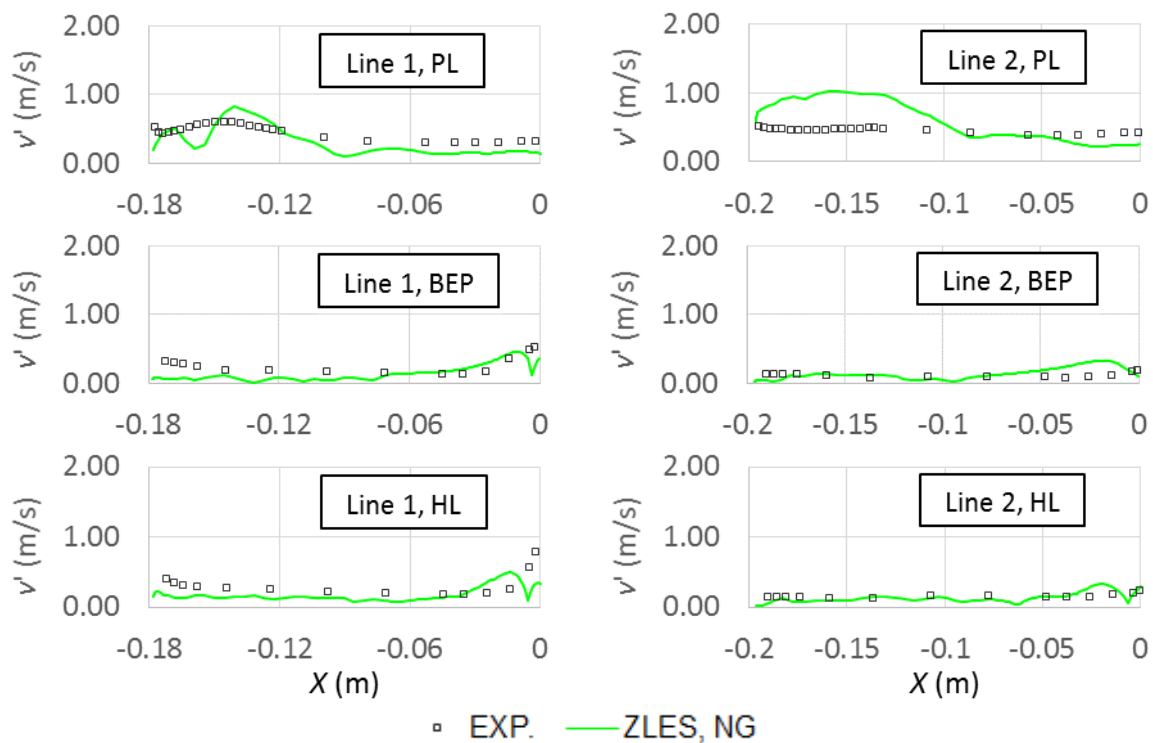 v' (m/s)
2.00
1.00
0.00
Line 1, PL
-0.18
-0.12
-0.06
0
v' (m/s)
2.00
1.00
0.00
Line 2, PL
-0.2
-0.15
-0.1
-0.05
0
v' (m/s)
2.00
1.00
0.00
Line 1, BEP
-0.18
-0.12
-0.06
0
v' (m/s)
2.00
1.00
0.00
Line 2, BEP
-0.2
-0.15
-0.1
-0.05
0
v' (m/s)
2.00
1.00
0.00
Line 1, HL
-0.18
-0.12
-0.06
0
X (m)
v' (m/s)
2.00
1.00
0.00
Line 2, HL
-0.2
-0.15
-0.1
-0.05
0
X (m)
EXP.
ZLES, NG